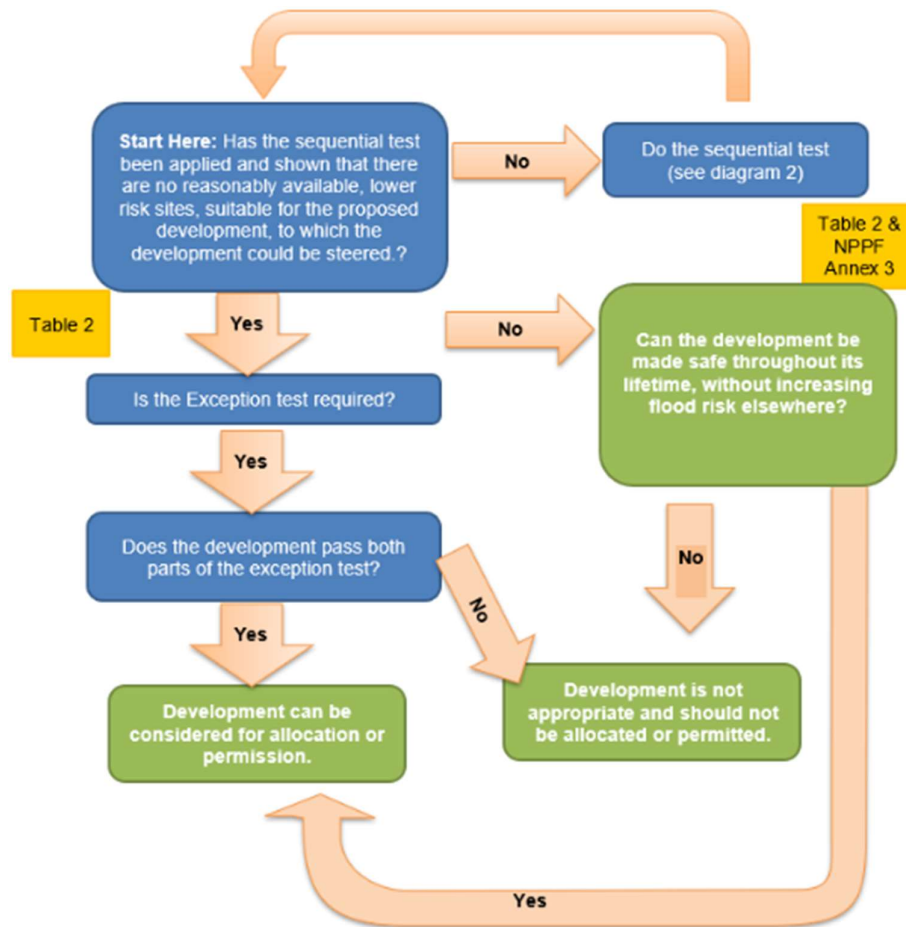 Start Here: Has the sequential test
been applied and shown that there
are no reasonably available, lower
risk sites, suitable for the proposed
development, to which the
development could be steered.?
No
Do the sequential test
(see diagram 2)
Table 2 &
NPPF
Annex 3
Table 2
Yes
No
Can the development be
made safe throughout its
lifetime, without increasing
flood risk elsewhere?
Is the Exception test required?
Yes
Does the development pass both
parts of the exception test?
No
No
Yes
Development can be
considered for allocation or
permission.
Development is not
appropriate and should not
be allocated or permitted.
Yes